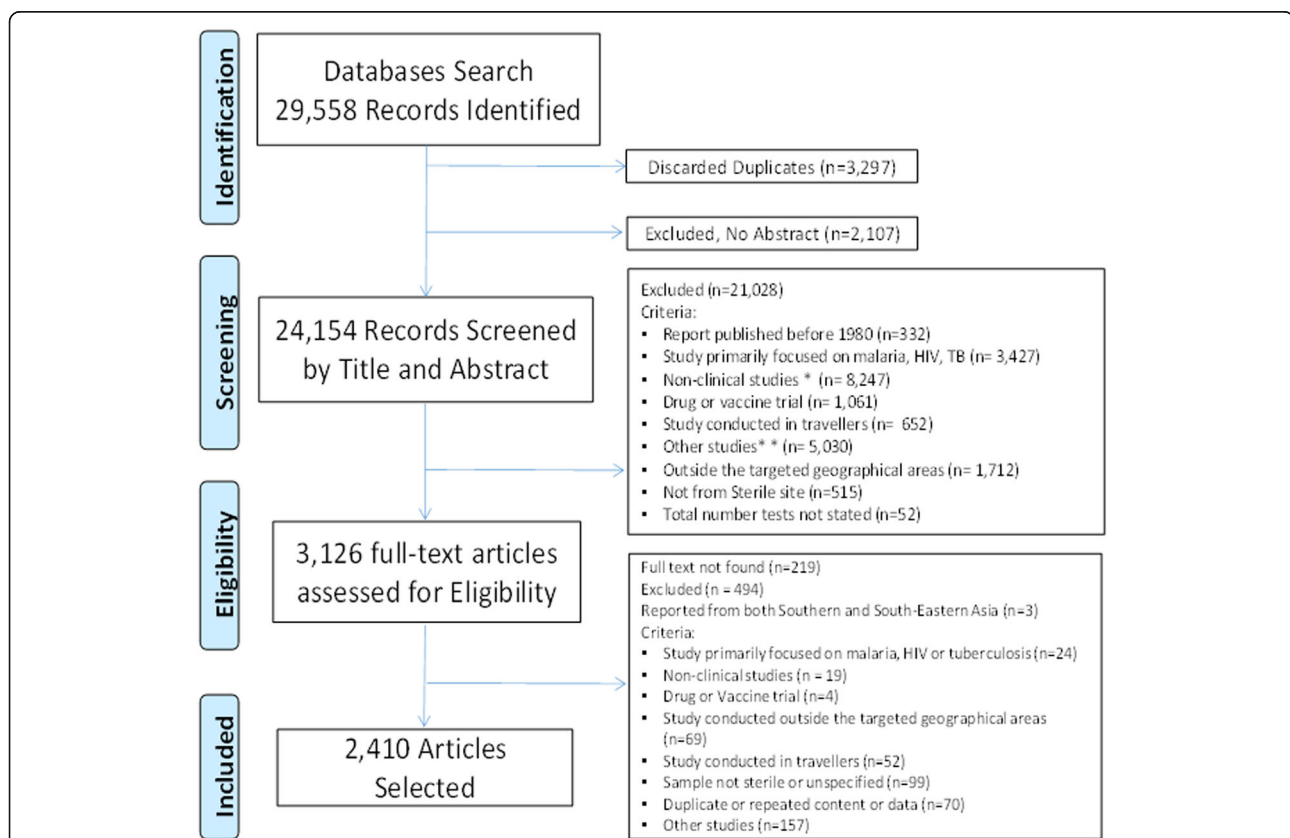 Identification
Databases Search
29,558 Records Identified
Discarded Duplicates (n=3,297)
Excluded, No Abstract (n=2,107)
Screening
24,154 Records Screened
by Title and Abstract
Excluded (n=21,028)
Criteria:
▪ Report published before 1980 (n=332)
▪ Study primarily focused on malaria, HIV, TB (n= 3,427)
▪ Non-clinical studies * (n= 8,247)
▪ Drug or vaccine trial (n= 1,061)
▪ Study conducted in travellers (n= 652)
▪ Other studies* * (n= 5,030)
▪ Outside the targeted geographical areas (n= 1,712)
▪ Not from Sterile site (n=515)
▪ Total number tests not stated (n=52)
Eligibility
3,126 full-text articles
assessed for Eligibility
Full text not found (n=219)
Excluded (n = 494)
Reported from both Southern and South-Eastern Asia (n=3)
Criteria:
▪ Study primarily focused on malaria, HIV or tuberculosis (n=24)
▪ Non-clinical studies (n = 19)
▪ Drug or Vaccine trial (n=4)
▪ Study conducted outside the targeted geographical areas
(n=69)
▪ Study conducted in travellers (n=52)
▪ Sample not sterile or unspecified (n=99)
▪ Duplicate or repeated content or data (n=70)
▪ Other studies (n=157)
Included
2,410 Articles
Selected